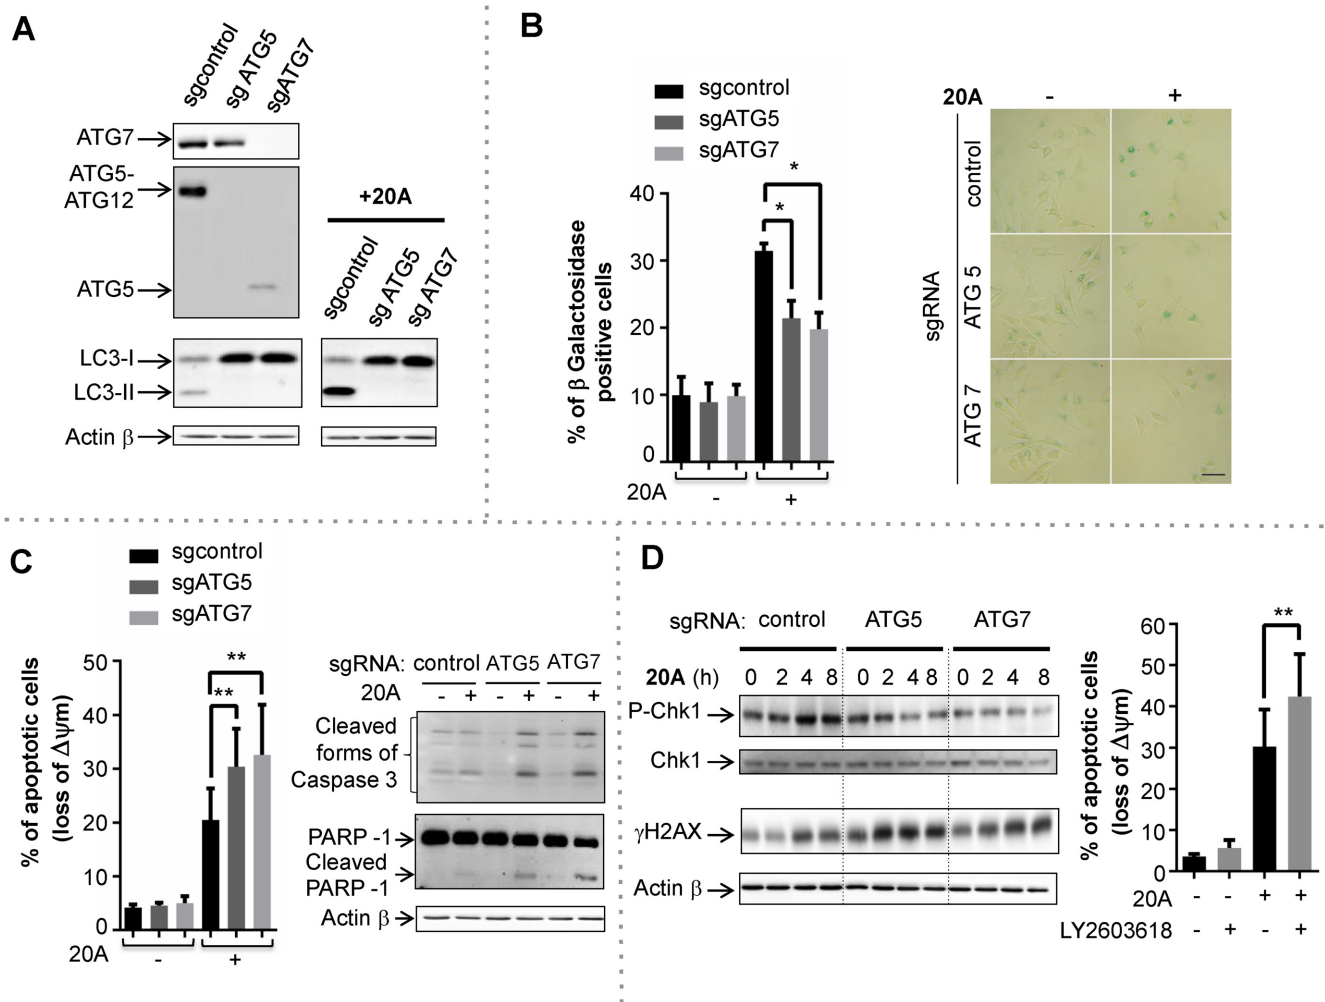 A
sgcontrol
sg ATG5
sgATG7
ATG7
ATG5-
ATG12
ATG5
LC3-I
LC3-II
Actin β
+20A
sgcontrol
sg ATG5
sg ATG7
B
sgcontrol
sgATG5
sgATG7
% of β Galactosidase
positive cells
40
30
20
10
0
*
*
20A
-
+
20A
-
+
sgRNA
control
ATG 5
ATG 7
C
sgcontrol
sgATG5
sgATG7
% of apoptotic cells
(loss of Δψm)
50
40
30
20
10
0
**
**
20A
-
+
sgRNA: control ATG5 ATG7
20A - + - + - +
Cleaved
forms of
Caspase 3
PARP -1
Cleaved
PARP -1
Actin β
D
sgRNA: control ATG5 ATG7
20A (h) 0 2 4 8 0 2 4 8 0 2 4 8
P-Chk1
Chk1
γH2AX
Actin β
% of apoptotic cells
(loss of Δψm)
60
50
40
30
20
10
0
**
20A - - + +
LY2603618 - + - +